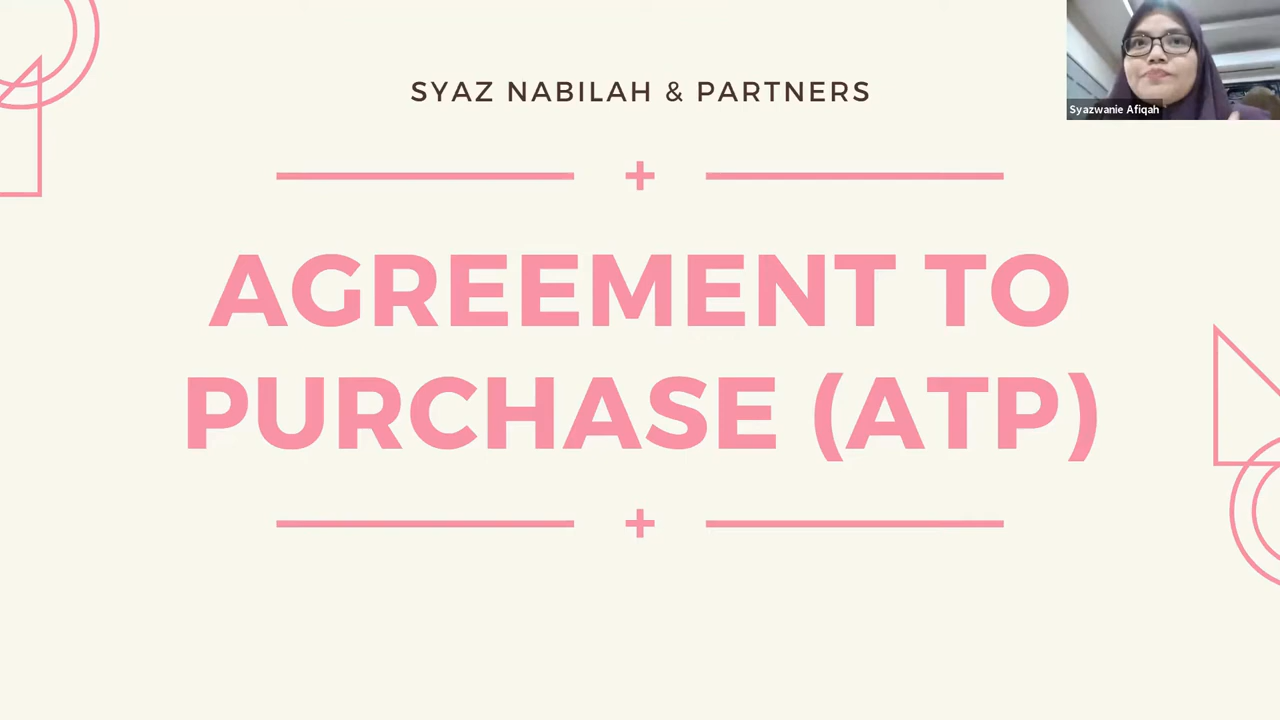 SYAZ NABILAH & PARTNERS
Syazwanie Afiqah
AGREEMENT TO
PURCHASE (ATP)